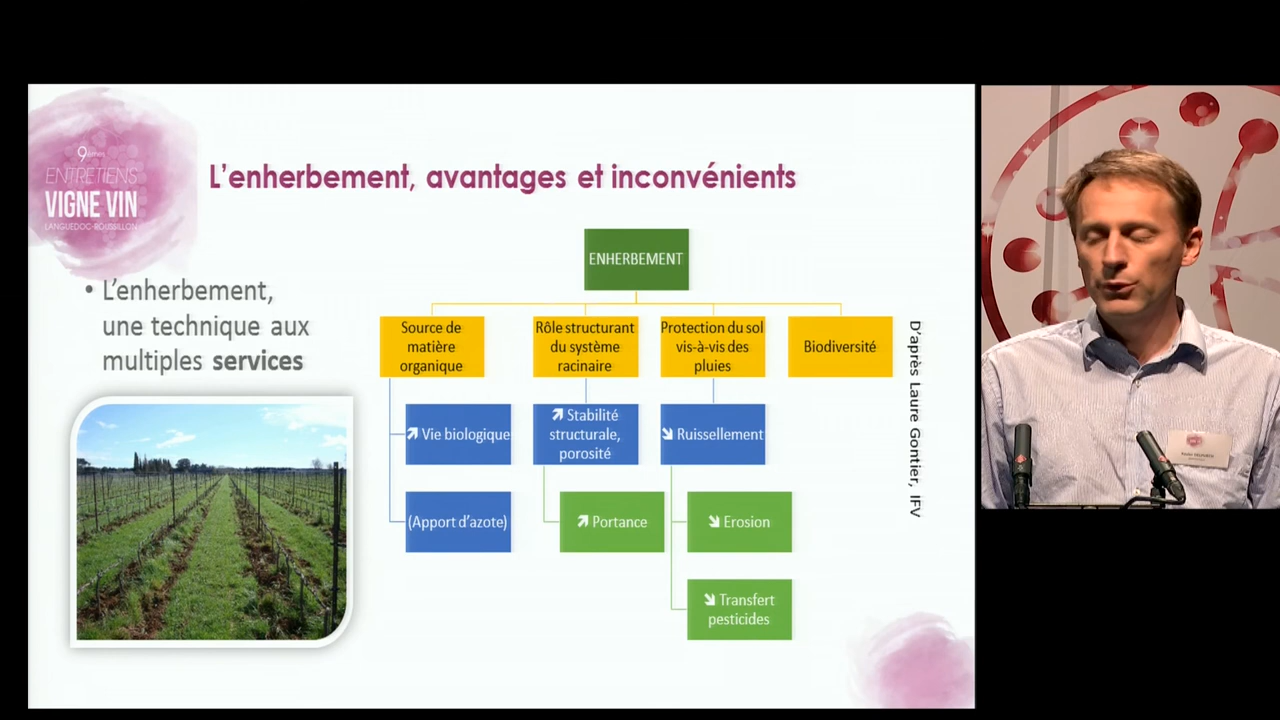 9èmes
ENTRETIENS
VIGNE VIN
LANGUEDOC-ROUSSILLON
L'enherbement, avantages et inconvénients
• L'enherbement,
une technique aux
multiples services
ENHERBEMENT
Source de
matière
organique
Rôle structurant
du système
racinaire
Protection du sol
vis-à-vis des
pluies
Biodiversité
↗ Vie biologique
↗ Stabilité
structurale,
porosité
↘ Ruissellement
(Apport d'azote)
↗ Portance
↘ Erosion
↘ Transfert
pesticides
D'après Laure Gontier, IFV